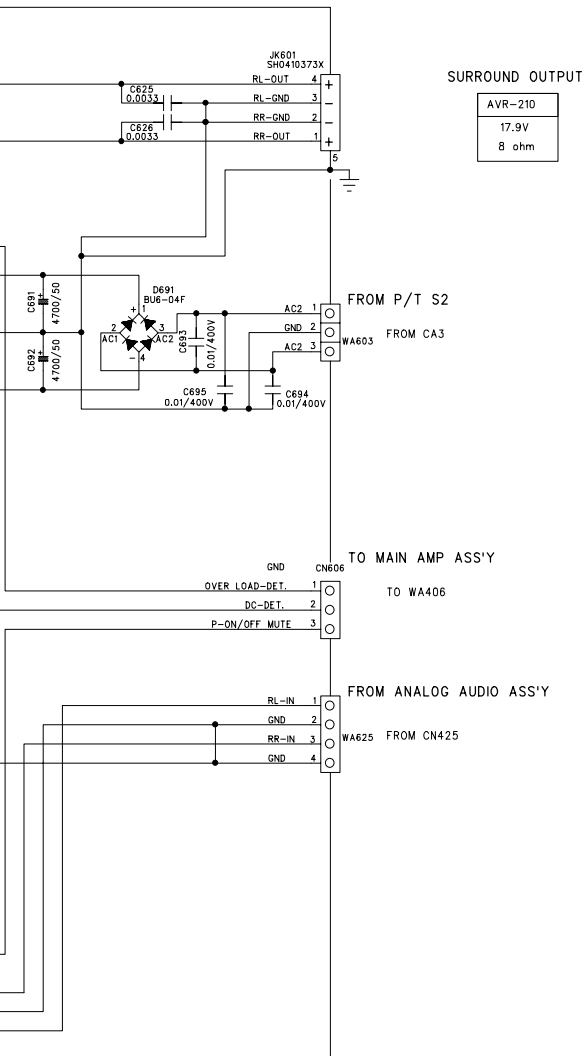 JK601
SH0410373X
RL-OUT 4 +
RL-GND 3 -
RR-GND 2 -
RR-OUT 1 +
5
C625
0.0033
C626
0.0033
SURROUND OUTPUT
AVR-210
17.9V
8 ohm
C691
+
4700/50
C692
+
4700/50
D691
BU6-04F
+ 1
2 3
AC1 AC2
- 4
C693
0.01/400V
C695
0.01/400V
C694
0.01/400V
FROM P/T S2
AC2 1
GND 2
AC2 3
WA603
FROM CA3
TO MAIN AMP ASS'Y
GND CN606
OVER LOAD-DET. 1
DC-DET. 2
P-ON/OFF MUTE 3
TO WA406
FROM ANALOG AUDIO ASS'Y
RL-IN 1
GND 2
RR-IN 3
GND 4
WA625 FROM CN425